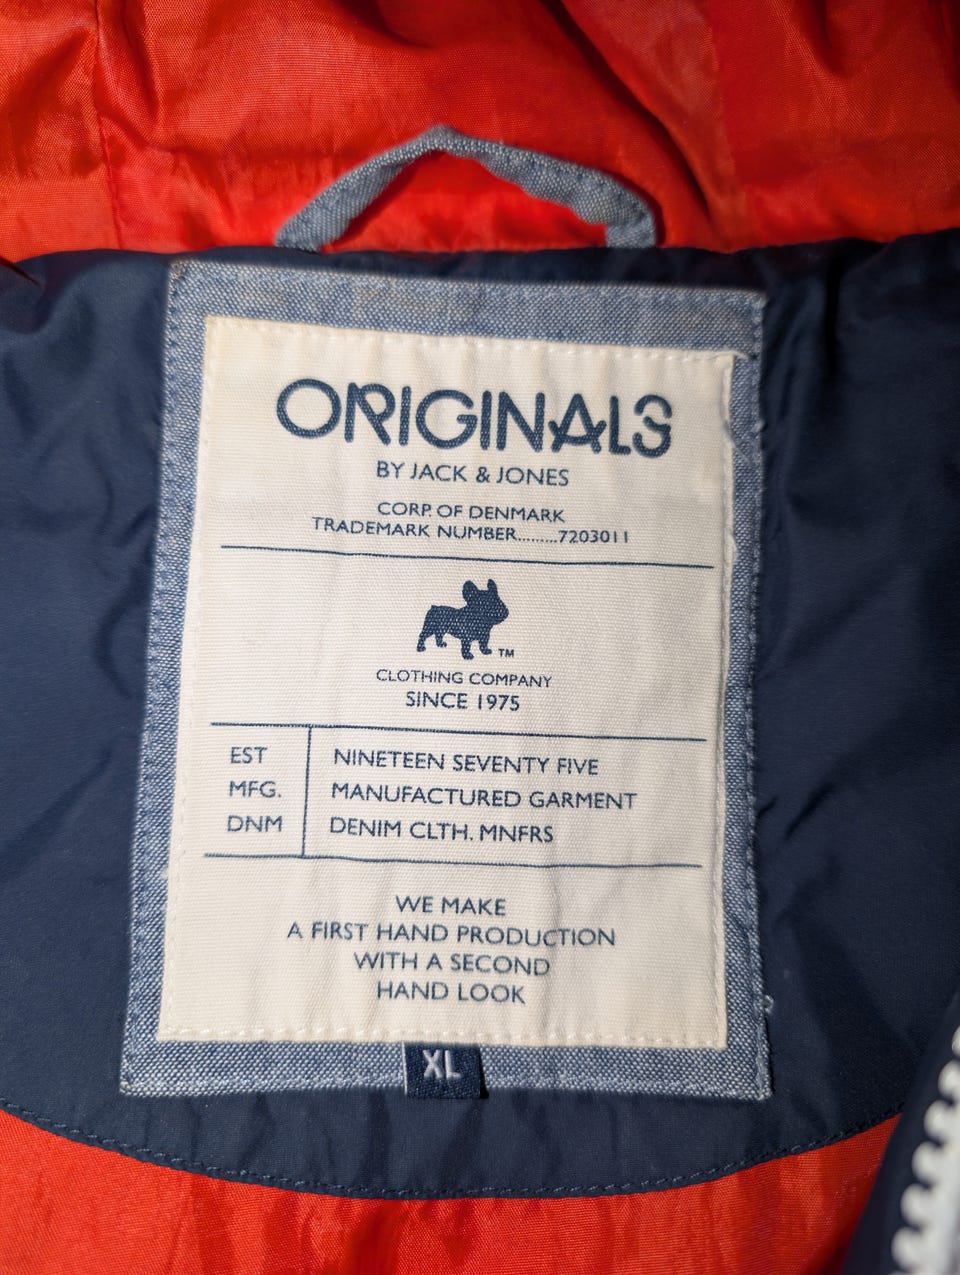 ORIGINALS
BY JACK & JONES
CORP. OF DENMARK
TRADEMARK NUMBER.........7203011
TM
CLOTHING COMPANY
SINCE 1975
EST NINETEEN SEVENTY FIVE
MFG. MANUFACTURED GARMENT
DNM DENIM CLTH. MNFRS
WE MAKE
A FIRST HAND PRODUCTION
WITH A SECOND
HAND LOOK
XL